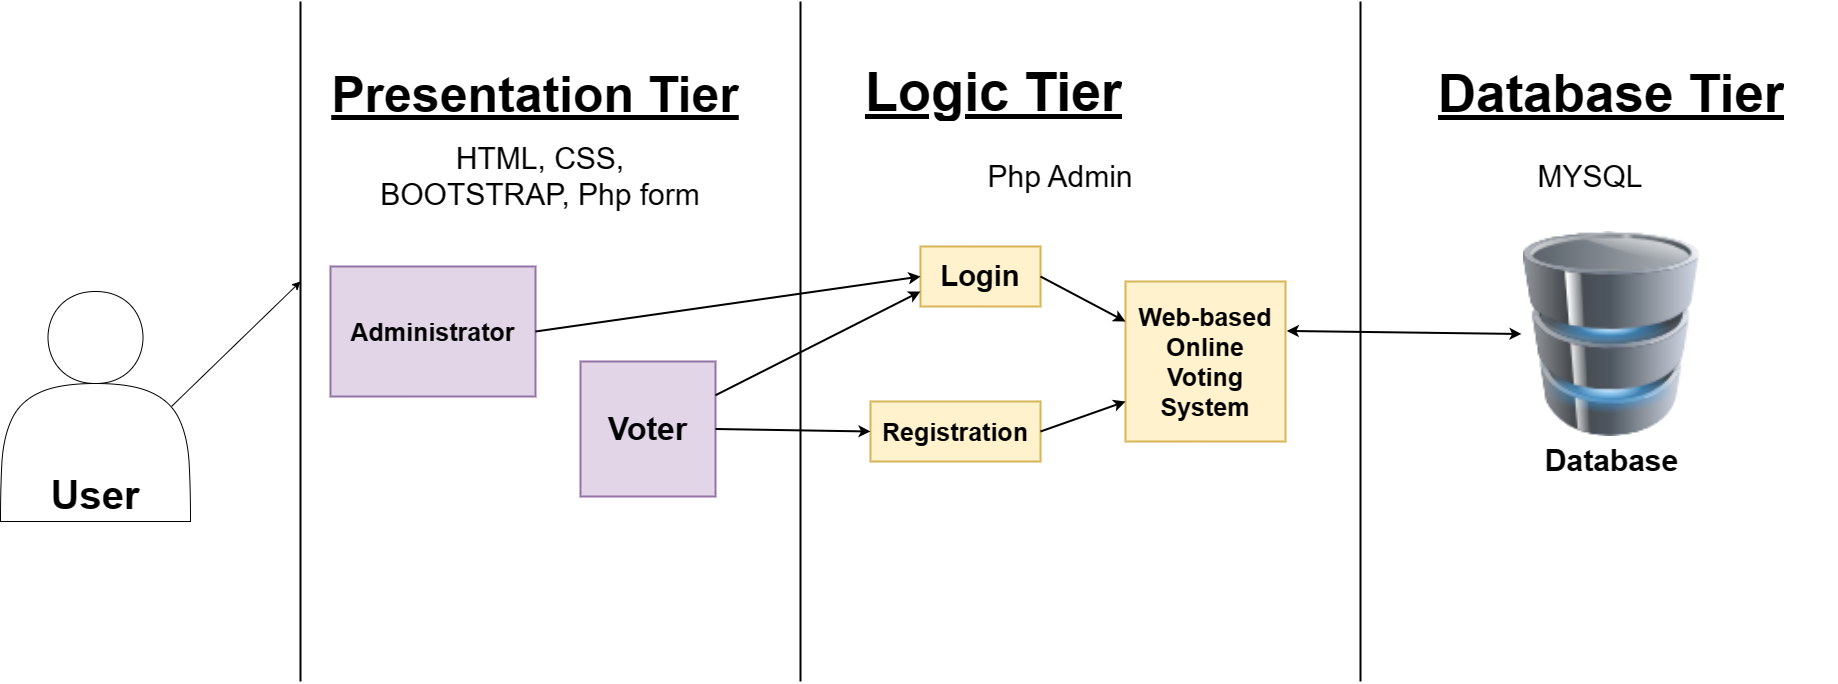 Presentation Tier
HTML, CSS,
BOOTSTRAP, Php form
Logic Tier
Php Admin
Database Tier
MYSQL
User
Administrator
Voter
Login
Registration
Web-based
Online
Voting
System
Database